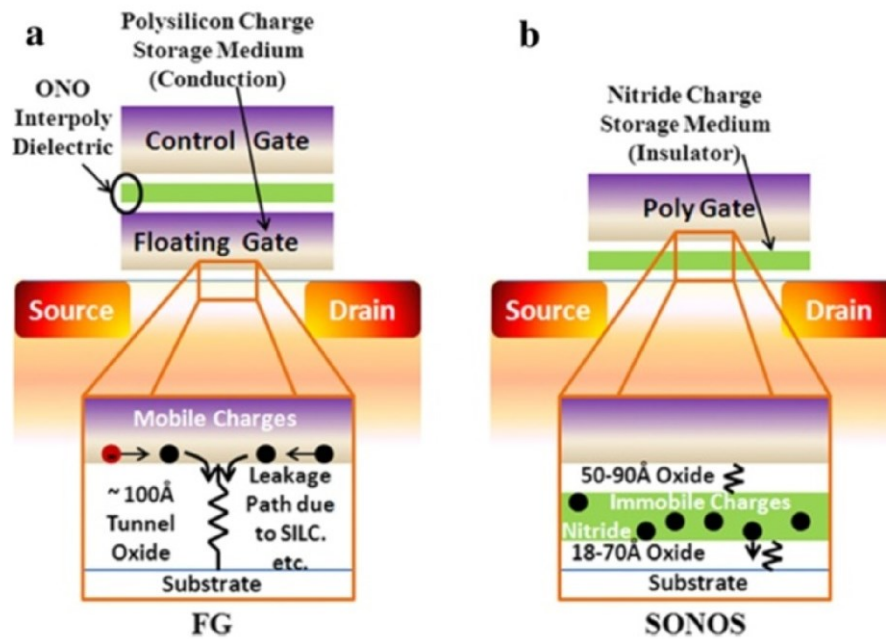 a
Polysilicon Charge
Storage Medium
(Conduction)
ONO
Interpoly
Dielectric
Control Gate
Floating Gate
Source
Drain
Mobile Charges
~ 100Å
Tunnel
Oxide
Leakage
Path due
to SILC.
etc.
Substrate
FG
b
Nitride Charge
Storage Medium
(Insulator)
Poly Gate
Source
Drain
50-90Å Oxide
Immobile Charges
Nitride
18-70Å Oxide
Substrate
SONOS